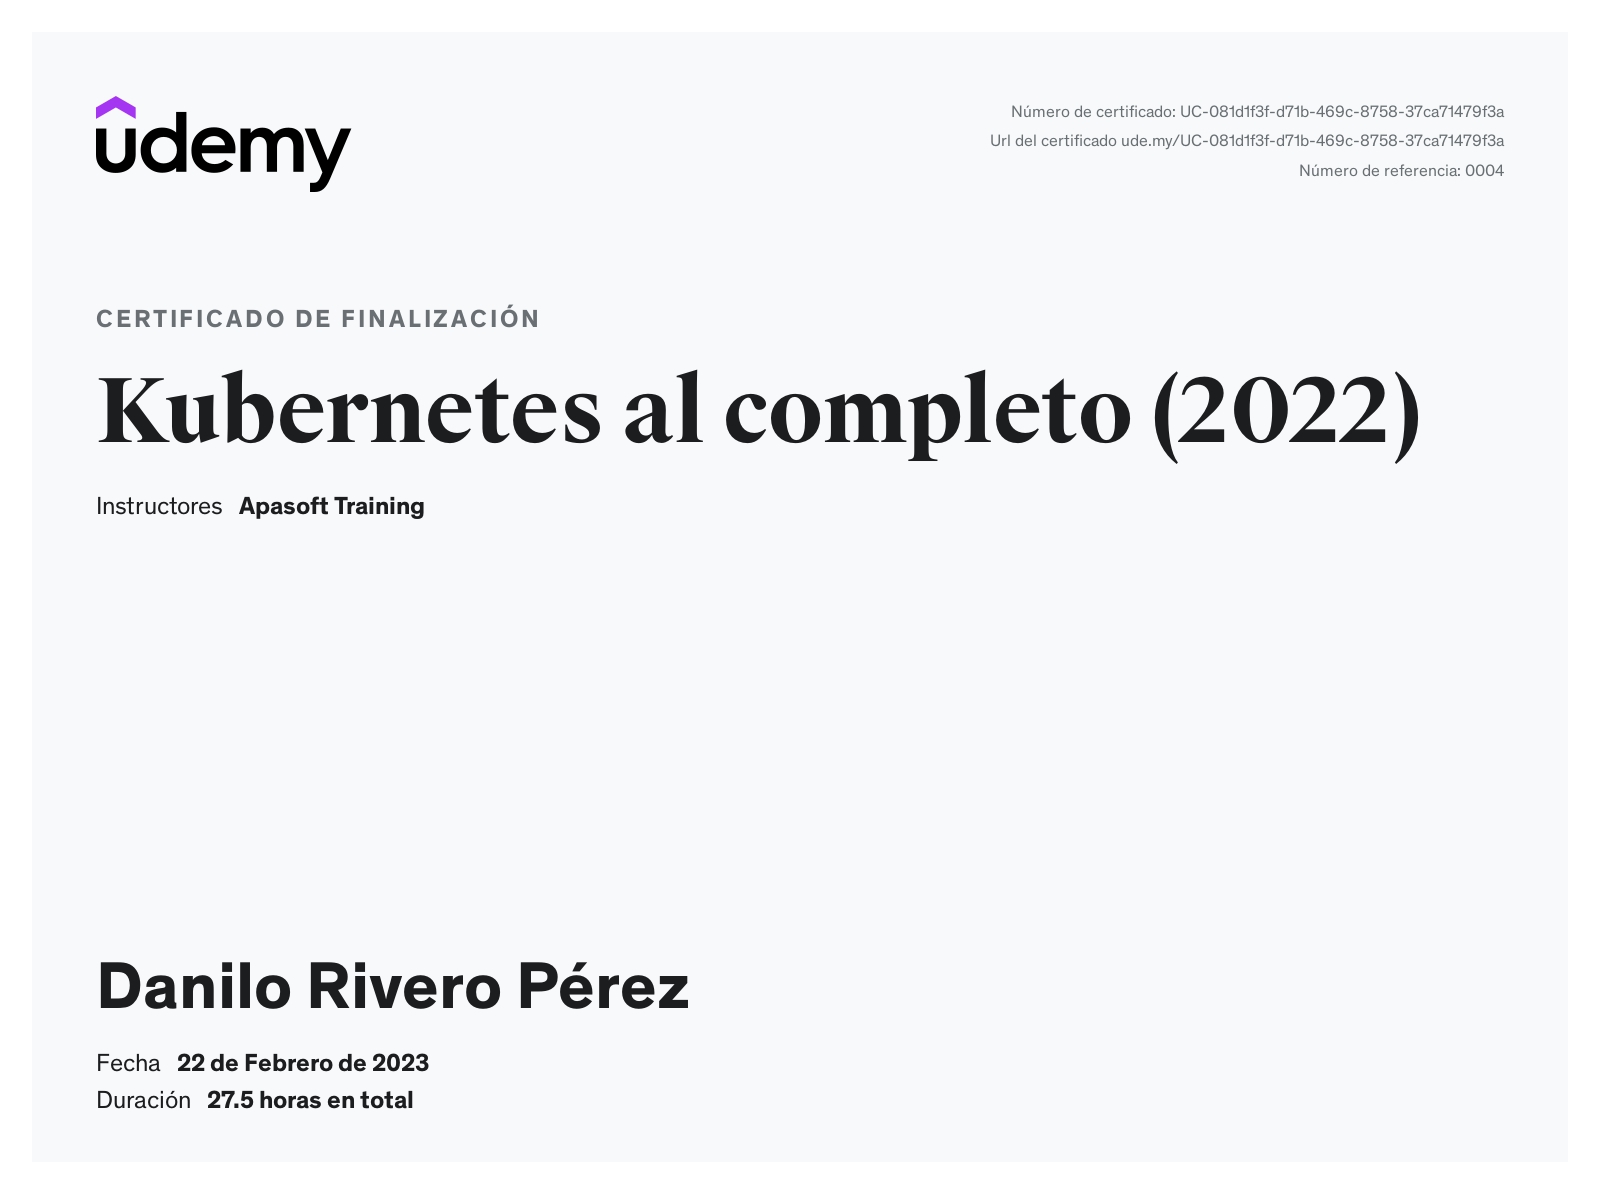 udemy
Número de certificado: UC-081d1f3f-d71b-469c-8758-37ca71479f3a
Url del certificado ude.my/UC-081d1f3f-d71b-469c-8758-37ca71479f3a
Número de referencia: 0004
CERTIFICADO DE FINALIZACIÓN
Kubernetes al completo (2022)
Instructores Apasoft Training
Danilo Rivero Pérez
Fecha 22 de Febrero de 2023
Duración 27.5 horas en total